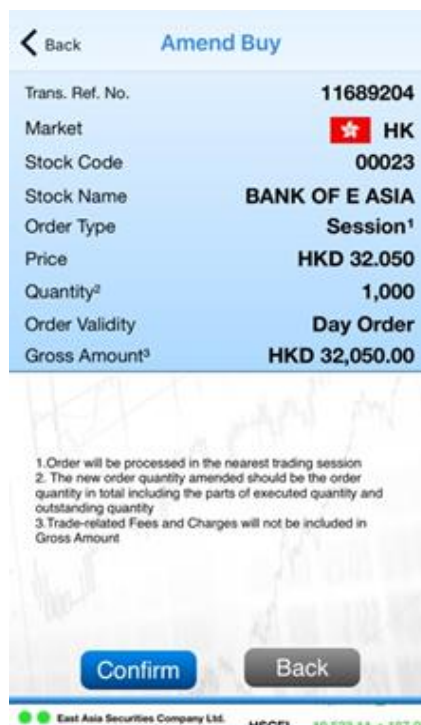 Back Amend Buy
Trans. Ref. No. 11689204
Market HK
Stock Code 00023
Stock Name BANK OF E ASIA
Order Type Session¹
Price HKD 32.050
Quantity² 1,000
Order Validity Day Order
Gross Amount³ HKD 32,050.00
1.Order will be processed in the nearest trading session
2. The new order quantity amended should be the order
quantity in total including the parts of executed quantity and
outstanding quantity
3.Trade-related Fees and Charges will not be included in
Gross Amount
Confirm Back
East Asia Securities Company Ltd.